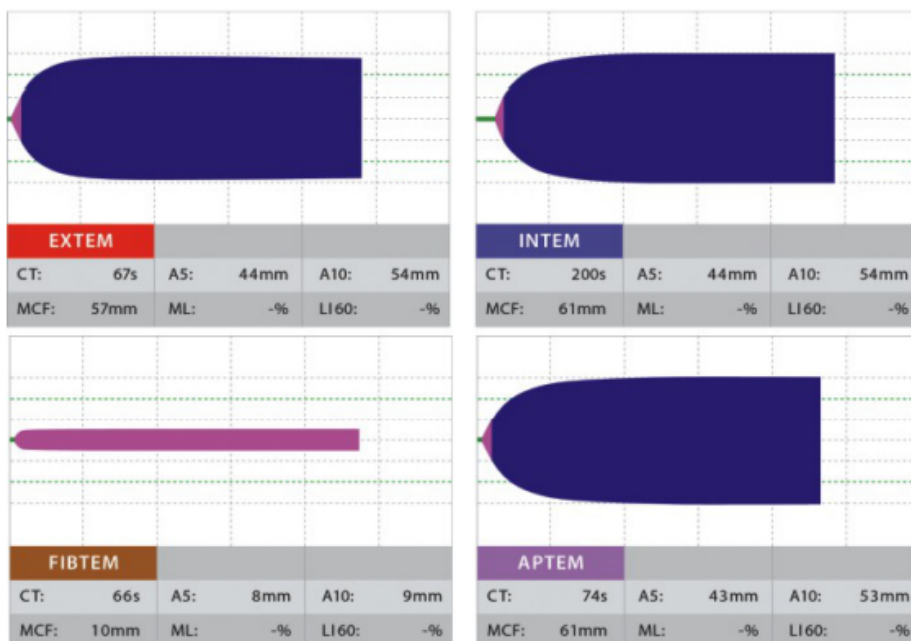 EXTEM
CT: 67s A5: 44mm A10: 54mm
MCF: 57mm ML: -% LI60: -%
INTEM
CT: 200s A5: 44mm A10: 54mm
MCF: 61mm ML: -% LI60: -%
FIBTEM
CT: 66s A5: 8mm A10: 9mm
MCF: 10mm ML: -% LI60: -%
APTEM
CT: 74s A5: 43mm A10: 53mm
MCF: 61mm ML: -% LI60: -%